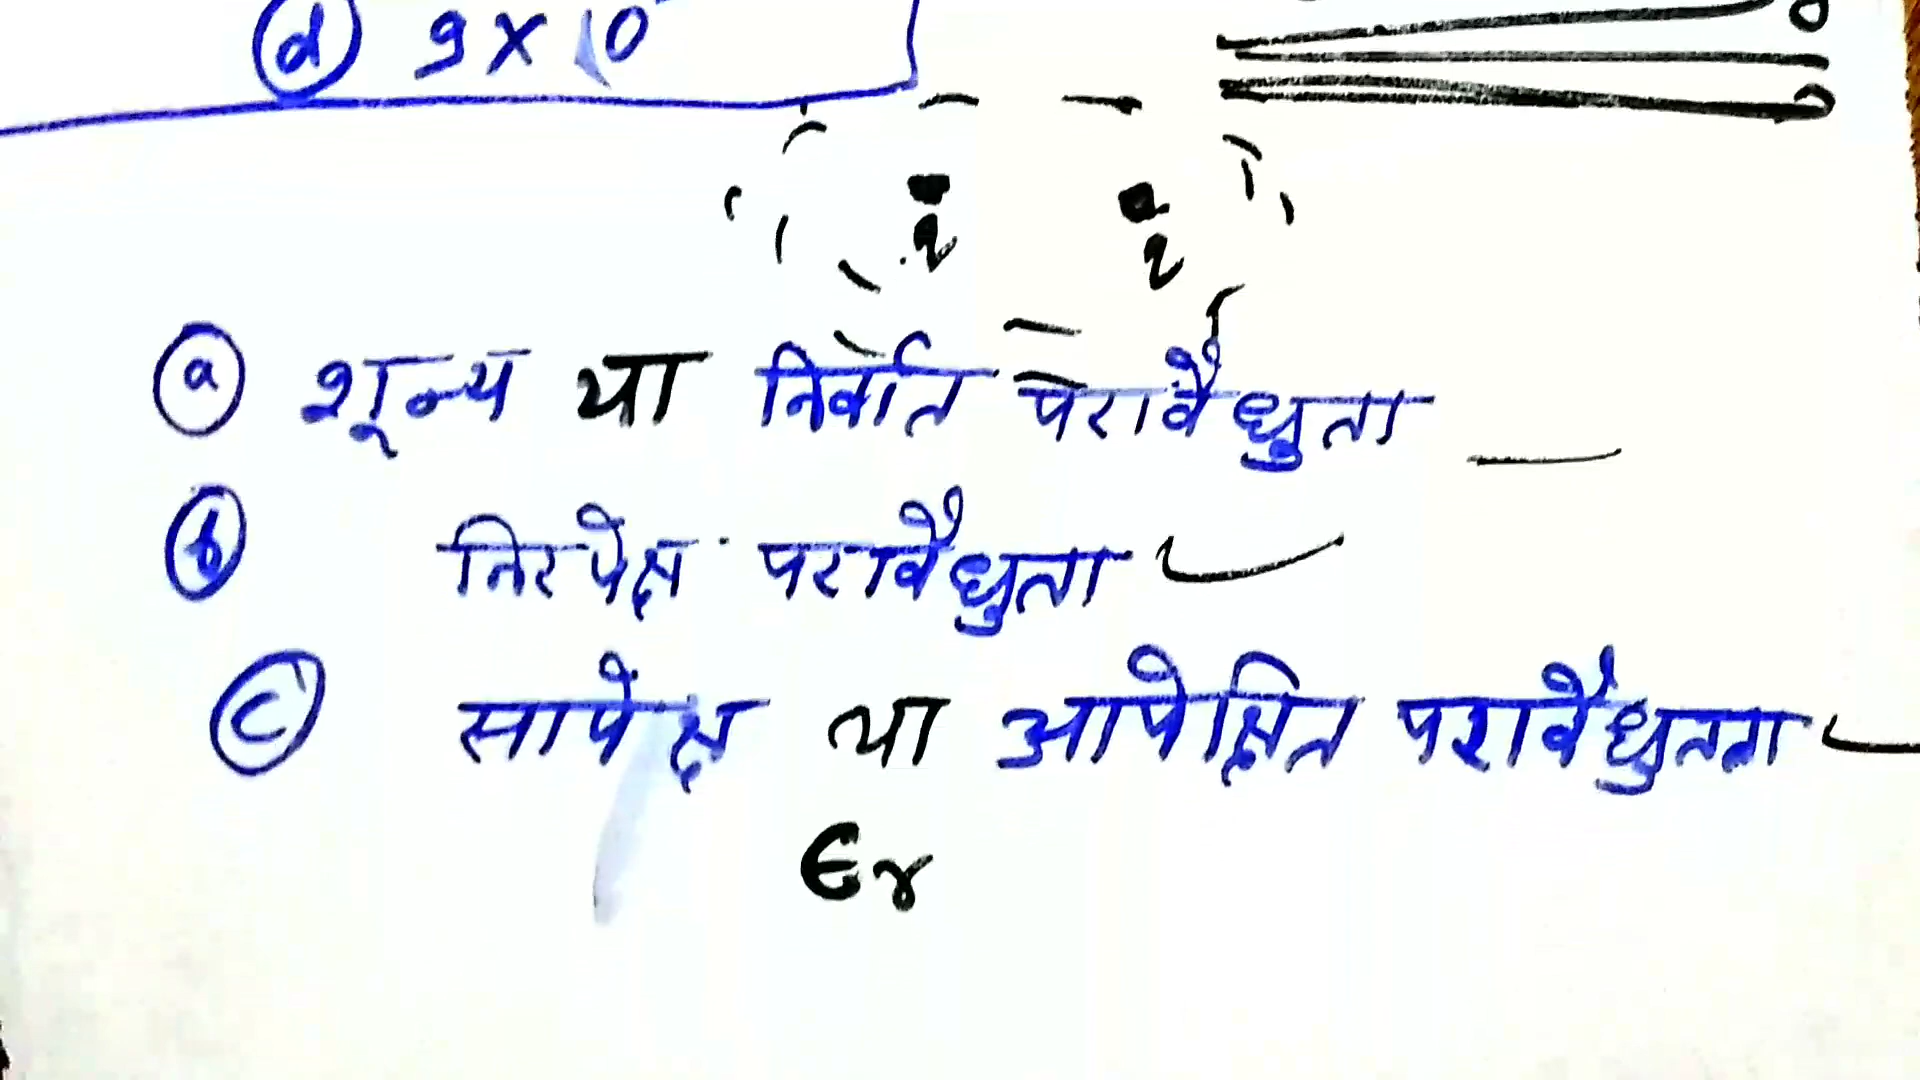 (d) 9 × 10
(a) शून्य या निर्वात परावैधुता
(b) निरपेक्ष परावैधुता
(c) सापेक्ष या आपेक्षित परावैधुता
εr